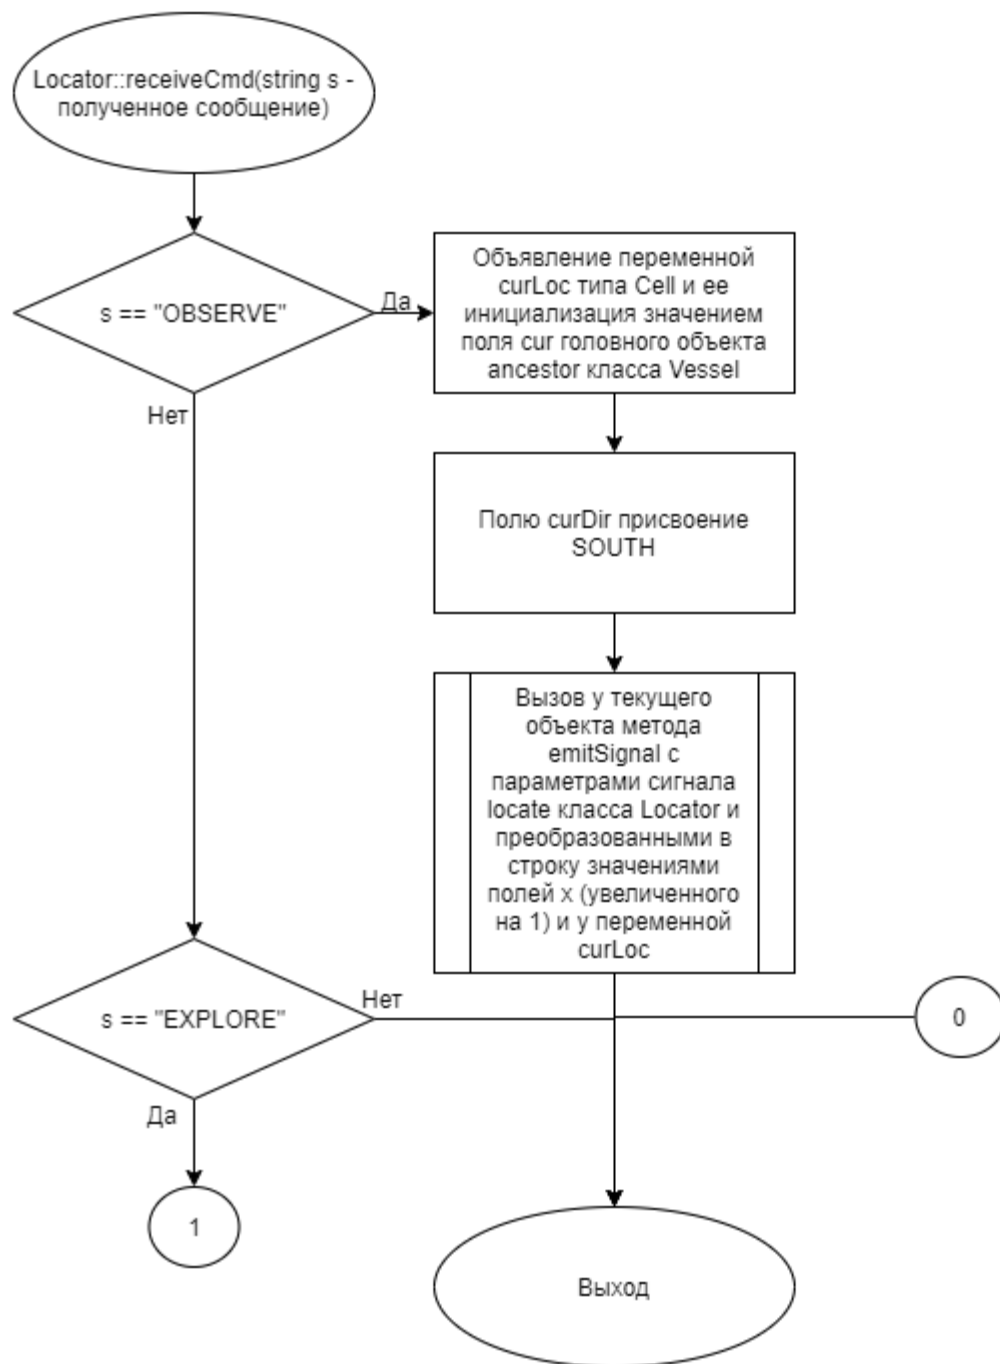 Locator::receiveCmd(string s -
полученное сообщение)
s == "OBSERVE"
Да
Нет
Объявление переменной
curLoc типа Cell и ее
инициализация значением
поля cur головного объекта
ancestor класса Vessel
Полю curDir присвоение
SOUTH
Вызов у текущего
объекта метода
emitSignal с
параметрами сигнала
locate класса Locator и
преобразованными в
строку значениями
полей x (увеличенного
на 1) и y переменной
curLoc
s == "EXPLORE"
Нет
Да
0
1
Выход